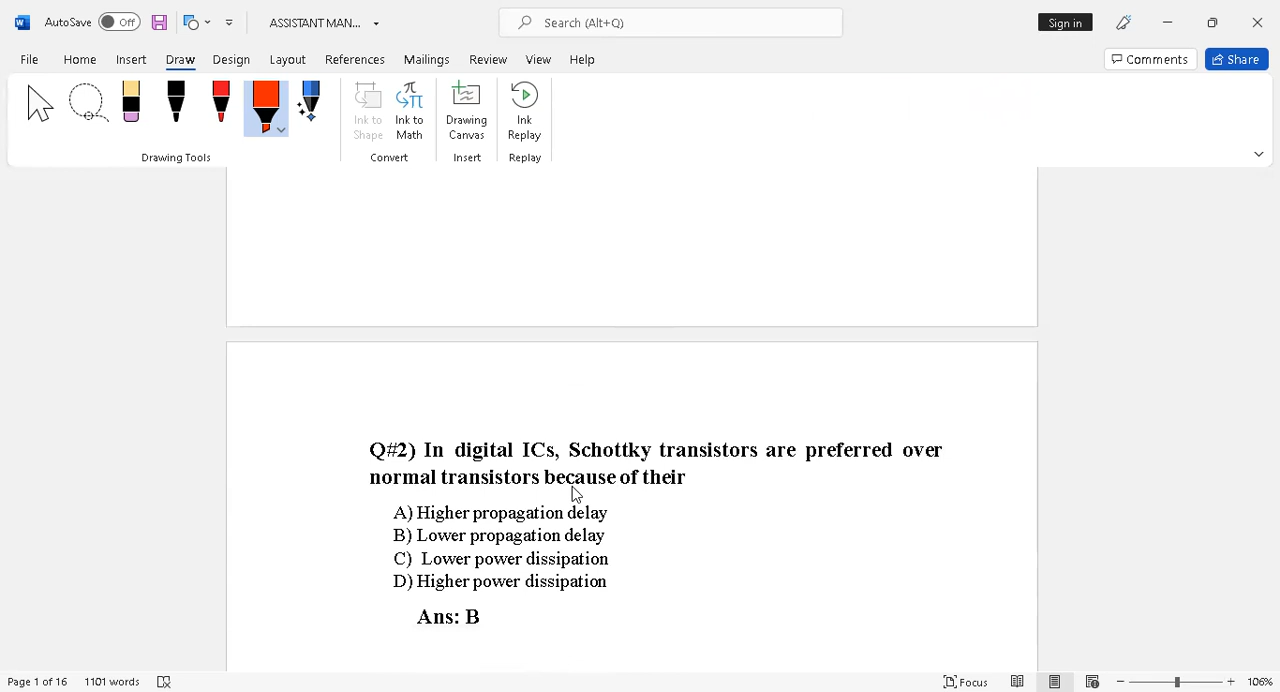 AutoSave Off ASSISTANT MAN... Search (Alt+Q) Sign in
File Home Insert Draw Design Layout References Mailings Review View Help Comments Share
Ink to Shape Ink to Math Drawing Canvas Ink Replay
Drawing Tools Convert Insert Replay
Q#2) In digital ICs, Schottky transistors are preferred over
normal transistors because of their
A) Higher propagation delay
B) Lower propagation delay
C) Lower power dissipation
D) Higher power dissipation
Ans: B
Page 1 of 16 1101 words Focus 106%